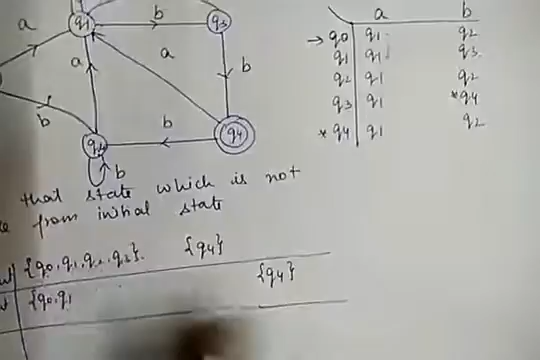 a b
→ q0 q1 q2
q1 q1 q3
q2 q1 q2
q3 q1 *q4
* q4 q1 q2
a q1 b q3
a a b
b b q4
b
that state which is not
from initial state
{q0, q1, q2, q3}. {q4}
{q0, q1 {q4}